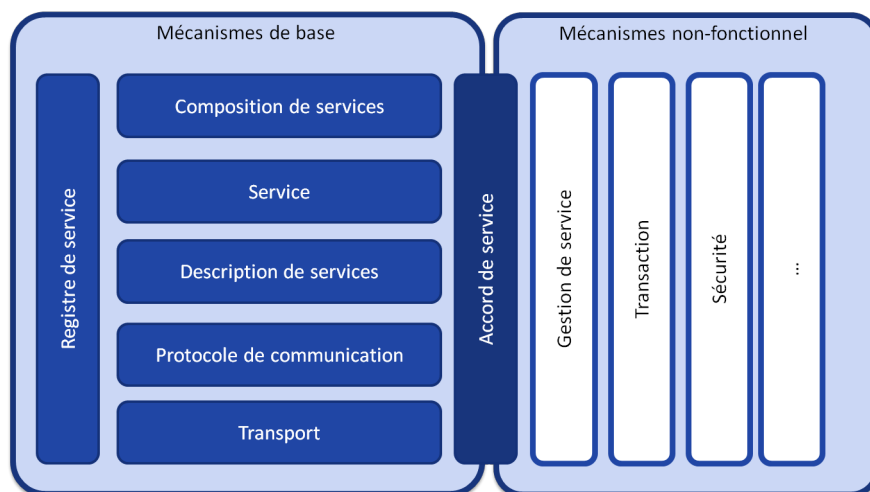 Mécanismes de base
Registre de service
Composition de services
Service
Description de services
Protocole de communication
Transport
Accord de service
Mécanismes non-fonctionnel
Gestion de service
Transaction
Sécurité
...